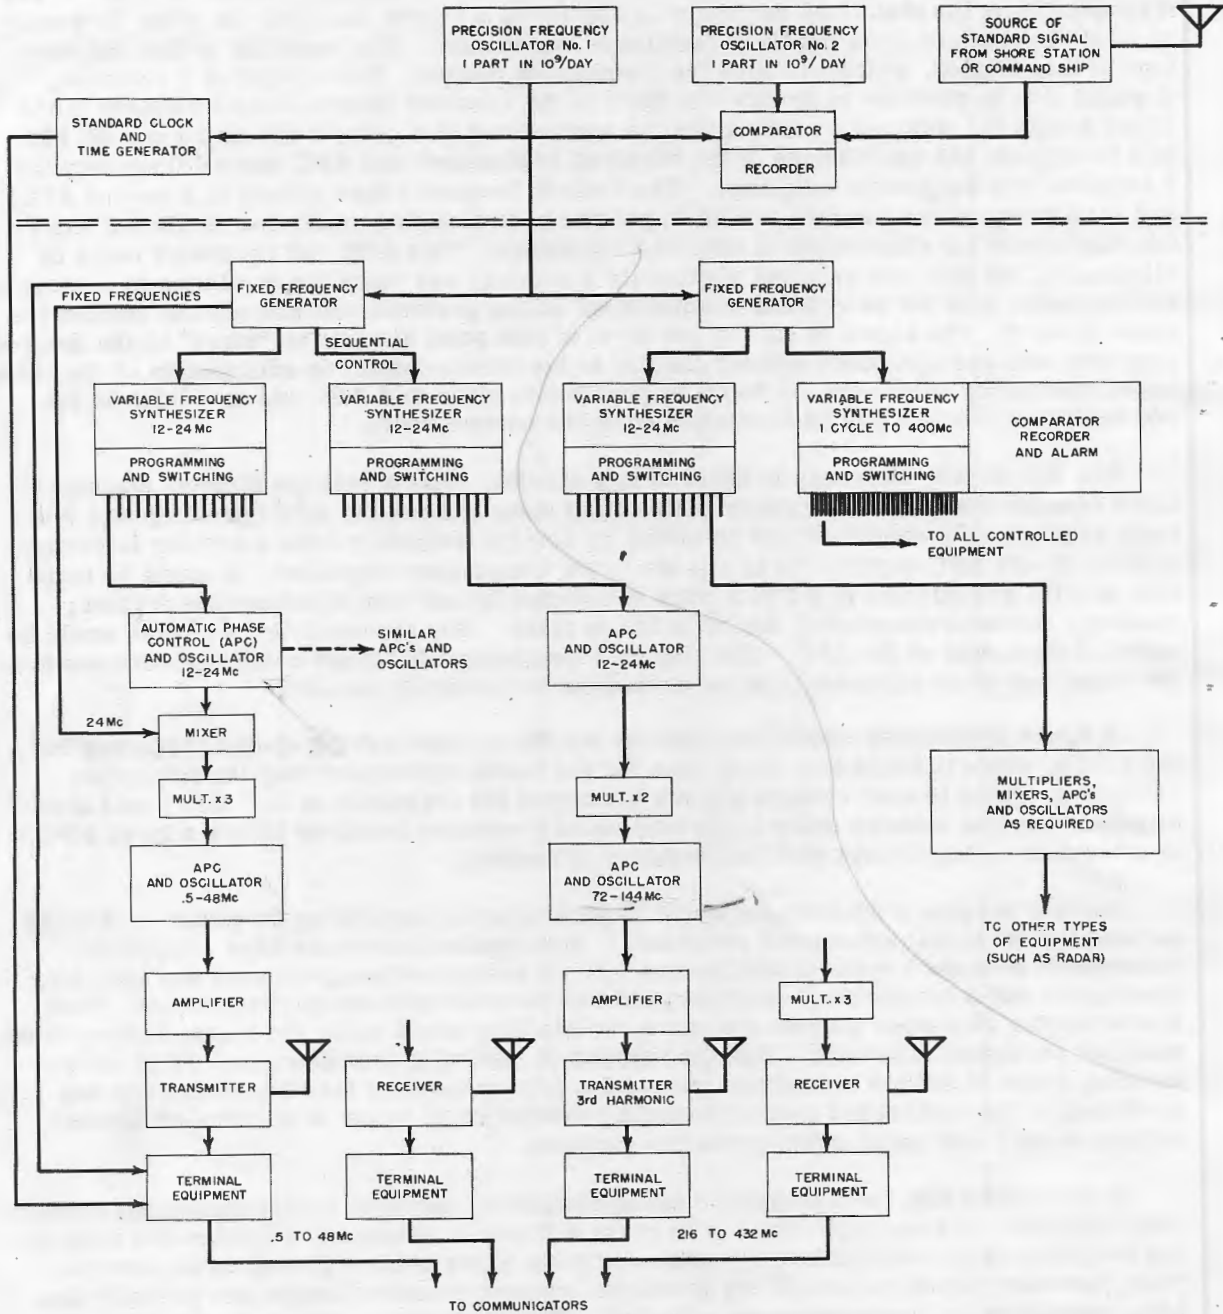 PRECISION FREQUENCY
OSCILLATOR No. 1
1 PART IN 10⁹/DAY
PRECISION FREQUENCY
OSCILLATOR No. 2
1 PART IN 10⁹/DAY
SOURCE OF
STANDARD SIGNAL
FROM SHORE STATION
OR COMMAND SHIP
STANDARD CLOCK
AND
TIME GENERATOR
COMPARATOR
RECORDER
FIXED FREQUENCIES
FIXED FREQUENCY
GENERATOR
FIXED FREQUENCY
GENERATOR
SEQUENTIAL
CONTROL
VARIABLE FREQUENCY
SYNTHESIZER
12-24Mc
PROGRAMMING
AND SWITCHING
VARIABLE FREQUENCY
SYNTHESIZER
12-24Mc
PROGRAMMING
AND SWITCHING
VARIABLE FREQUENCY
SYNTHESIZER
12-24Mc
PROGRAMMING
AND SWITCHING
VARIABLE FREQUENCY
SYNTHESIZER
1 CYCLE TO 400Mc
PROGRAMMING
AND SWITCHING
COMPARATOR
RECORDER
AND ALARM
TO ALL CONTROLLED
EQUIPMENT
AUTOMATIC PHASE
CONTROL (APC)
AND OSCILLATOR
12-24Mc
SIMILAR
APC's AND
OSCILLATORS
APC
AND OSCILLATOR
12-24Mc
24Mc
MIXER
MULT. x3
MULT. x2
MULTIPLIERS,
MIXERS, APC's
AND OSCILLATORS
AS REQUIRED
APC
AND OSCILLATOR
.5-48Mc
APC
AND OSCILLATOR
72-144Mc
TO OTHER TYPES
OF EQUIPMENT
(SUCH AS RADAR)
AMPLIFIER
AMPLIFIER
MULT. x3
TRANSMITTER
RECEIVER
TRANSMITTER
3rd HARMONIC
RECEIVER
TERMINAL
EQUIPMENT
TERMINAL
EQUIPMENT
TERMINAL
EQUIPMENT
TERMINAL
EQUIPMENT
.5 TO 48Mc
216 TO 432Mc
TO COMMUNICATORS